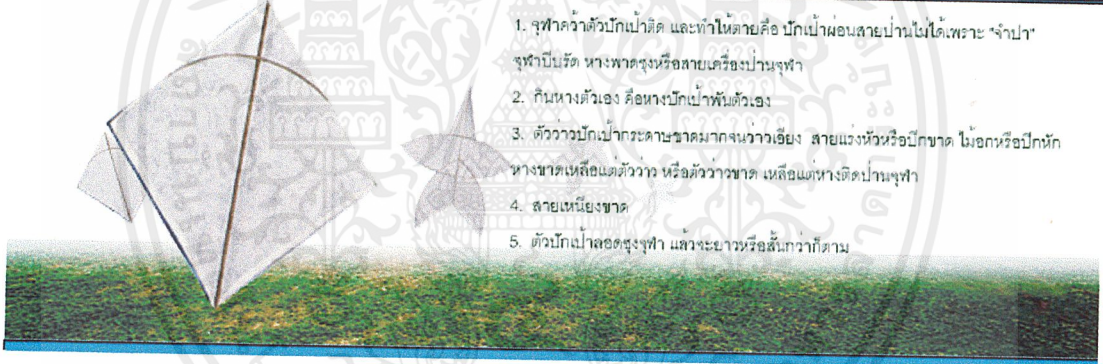 1. จุฬาคว้าตัวปักเป้าติด และทำให้ตายคือ ปักเป้าผ่อนสายป่านไม่ได้เพราะ "จำปา"
จุฬาบีบรัด หางพาดซุงหรือสายเครื่องป่านจุฬา
2. กินหางตัวเอง คือหางปักเป้าพันตัวเอง
3. ตัวว่าวปักเป้ากระดาษขาดมากจนว่าวเอียง สายแร่งหัวหรือปีกขาด ไม้อกหรือปีกหัก
หางขาดเหลือแต่ตัวว่าว หรือตัวว่าวขาด เหลือแต่หางติดป่านจุฬา
4. สายเหนียงขาด
5. ตัวปักเป้าลอดซุงจุฬา แล้วจะยาวหรือสั้นกว่าก็ตาม